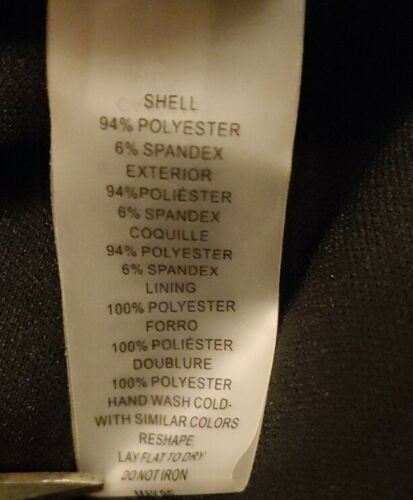 SHELL
94% POLYESTER
6% SPANDEX
EXTERIOR
94%POLIÉSTER
6% SPANDEX
COQUILLE
94% POLYESTER
6% SPANDEX
LINING
100% POLYESTER
FORRO
100% POLIÉSTER
DOUBLURE
100% POLYESTER
HAND WASH COLD-
WITH SIMILAR COLORS
RESHAPE
LAY FLAT TO DRY
DO NOT IRON
MAY BE